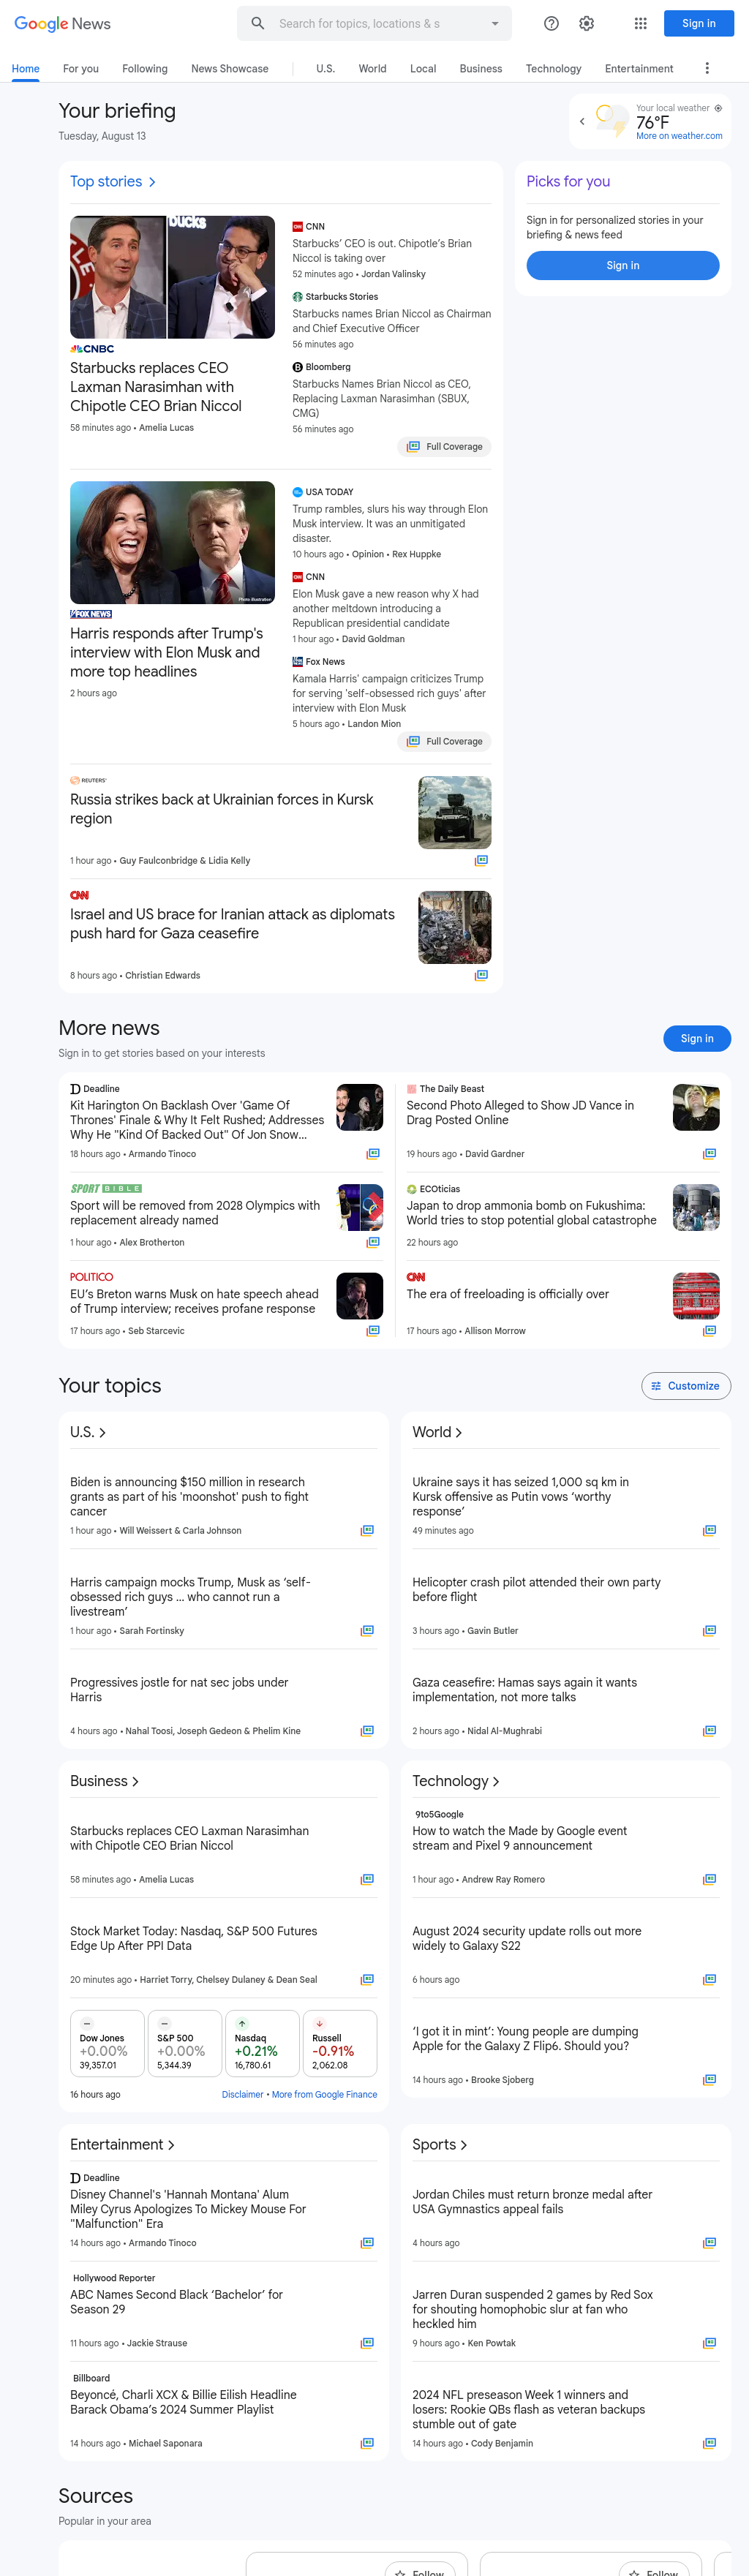 Google News
Search for topics, locations & s
Sign in
Home
For you
Following
News Showcase
U.S.
World
Local
Business
Technology
Entertainment
Your briefing
Tuesday, August 13
Your local weather
76°F
More on weather.com
Top stories
DUCKS
CNBC
Starbucks replaces CEO
Laxman Narasimhan with
Chipotle CEO Brian Niccol
58 minutes ago • Amelia Lucas
CNN
Starbucks' CEO is out. Chipotle's Brian
Niccol is taking over
52 minutes ago • Jordan Valinsky
Starbucks Stories
Starbucks names Brian Niccol as Chairman
and Chief Executive Officer
56 minutes ago
Bloomberg
Starbucks Names Brian Niccol as CEO,
Replacing Laxman Narasimhan (SBUX,
CMG)
56 minutes ago
Full Coverage
Picks for you
Sign in for personalized stories in your
briefing & news feed
Sign in
Photo illustration
FOX NEWS
Harris responds after Trump's
interview with Elon Musk and
more top headlines
2 hours ago
USA TODAY
Trump rambles, slurs his way through Elon
Musk interview. It was an unmitigated
disaster.
10 hours ago • Opinion • Rex Huppke
CNN
Elon Musk gave a new reason why X had
another meltdown introducing a
Republican presidential candidate
1 hour ago • David Goldman
Fox News
Kamala Harris' campaign criticizes Trump
for serving 'self-obsessed rich guys' after
interview with Elon Musk
5 hours ago • Landon Mion
Full Coverage
REUTERS
Russia strikes back at Ukrainian forces in Kursk
region
1 hour ago • Guy Faulconbridge & Lidia Kelly
CNN
Israel and US brace for Iranian attack as diplomats
push hard for Gaza ceasefire
8 hours ago • Christian Edwards
More news
Sign in to get stories based on your interests
Sign in
Deadline
Kit Harington On Backlash Over 'Game Of
Thrones' Finale & Why It Felt Rushed; Addresses
Why He "Kind Of Backed Out" Of Jon Snow...
18 hours ago • Armando Tinoco
The Daily Beast
Second Photo Alleged to Show JD Vance in
Drag Posted Online
19 hours ago • David Gardner
SPORT BIBLE
Sport will be removed from 2028 Olympics with
replacement already named
1 hour ago • Alex Brotherton
ECOticias
Japan to drop ammonia bomb on Fukushima:
World tries to stop potential global catastrophe
22 hours ago
POLITICO
EU's Breton warns Musk on hate speech ahead
of Trump interview; receives profane response
17 hours ago • Seb Starcevic
CNN
The era of freeloading is officially over
17 hours ago • Allison Morrow
Your topics
Customize
U.S.
Biden is announcing $150 million in research
grants as part of his 'moonshot' push to fight
cancer
1 hour ago • Will Weissert & Carla Johnson
Harris campaign mocks Trump, Musk as 'self-
obsessed rich guys ... who cannot run a
livestream'
1 hour ago • Sarah Fortinsky
Progressives jostle for nat sec jobs under
Harris
4 hours ago • Nahal Toosi, Joseph Gedeon & Phelim Kine
World
Ukraine says it has seized 1,000 sq km in
Kursk offensive as Putin vows 'worthy
response'
49 minutes ago
Helicopter crash pilot attended their own party
before flight
3 hours ago • Gavin Butler
Gaza ceasefire: Hamas says again it wants
implementation, not more talks
2 hours ago • Nidal Al-Mughrabi
Business
Starbucks replaces CEO Laxman Narasimhan
with Chipotle CEO Brian Niccol
58 minutes ago • Amelia Lucas
Stock Market Today: Nasdaq, S&P 500 Futures
Edge Up After PPI Data
20 minutes ago • Harriet Torry, Chelsey Dulaney & Dean Seal
Dow Jones
+0.00%
39,357.01
S&P 500
+0.00%
5,344.39
Nasdaq
+0.21%
16,780.61
Russell
-0.91%
2,062.08
16 hours ago
Disclaimer • More from Google Finance
Technology
9to5Google
How to watch the Made by Google event
stream and Pixel 9 announcement
1 hour ago • Andrew Ray Romero
August 2024 security update rolls out more
widely to Galaxy S22
6 hours ago
'I got it in mint': Young people are dumping
Apple for the Galaxy Z Flip6. Should you?
14 hours ago • Brooke Sjoberg
Entertainment
Deadline
Disney Channel's 'Hannah Montana' Alum
Miley Cyrus Apologizes To Mickey Mouse For
"Malfunction" Era
14 hours ago • Armando Tinoco
Hollywood Reporter
ABC Names Second Black 'Bachelor' for
Season 29
11 hours ago • Jackie Strause
Billboard
Beyoncé, Charli XCX & Billie Eilish Headline
Barack Obama's 2024 Summer Playlist
14 hours ago • Michael Saponara
Sports
Jordan Chiles must return bronze medal after
USA Gymnastics appeal fails
4 hours ago
Jarren Duran suspended 2 games by Red Sox
for shouting homophobic slur at fan who
heckled him
9 hours ago • Ken Powtak
2024 NFL preseason Week 1 winners and
losers: Rookie QBs flash as veteran backups
stumble out of gate
14 hours ago • Cody Benjamin
Sources
Popular in your area
Follow
Follow